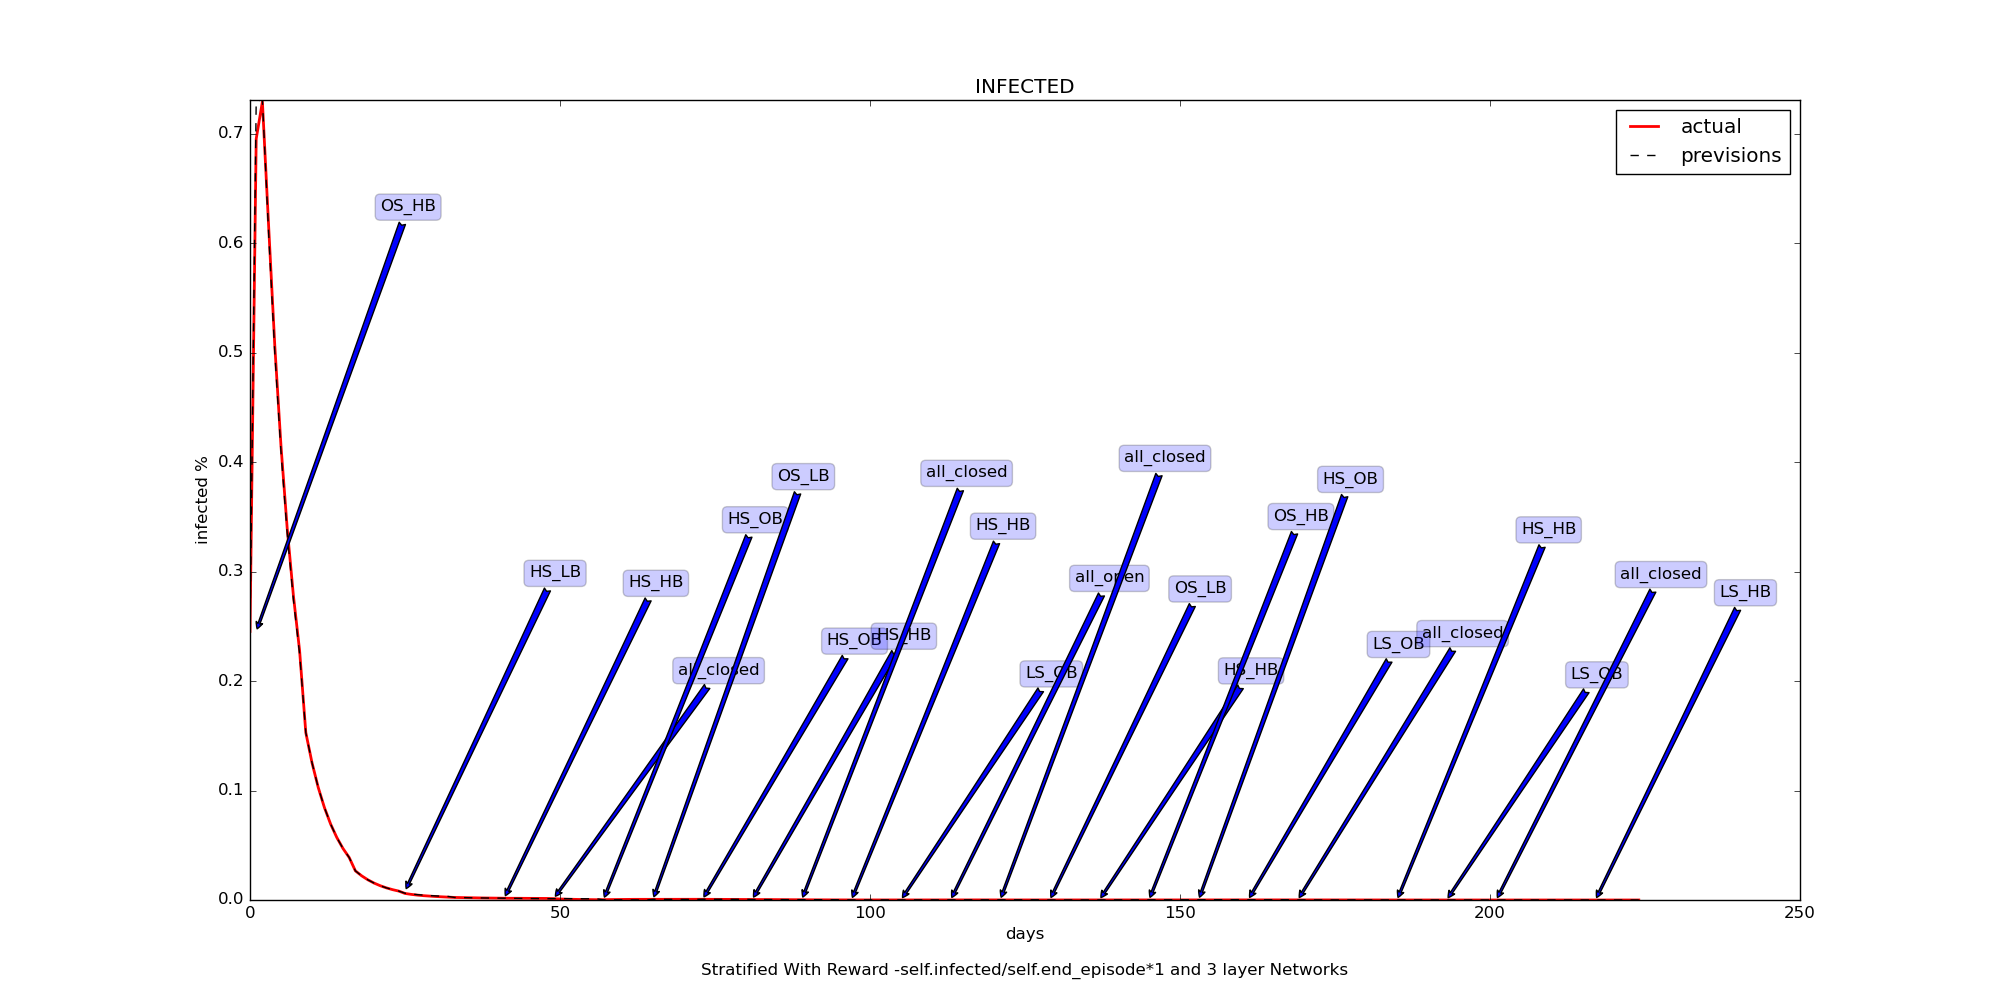 INFECTED
actual
previsions
0.7
0.6
0.5
0.4
0.3
0.2
0.1
0.0
infected %
OS_HB
HS_LB
HS_HB
all_closed
HS_OB
OS_LB
HS_OB
HS_HB
all_closed
HS_HB
LS_OB
all_open
all_closed
OS_LB
HS_HB
OS_HB
HS_OB
LS_OB
all_closed
HS_HB
LS_OB
all_closed
LS_HB
0
50
100
150
200
250
days
Stratified With Reward -self.infected/self.end_episode*1 and 3 layer Networks